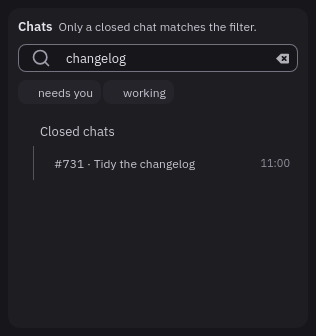 Chats Only a closed chat matches the filter.
changelog
needs you working
Closed chats
#731 · Tidy the changelog 11:00